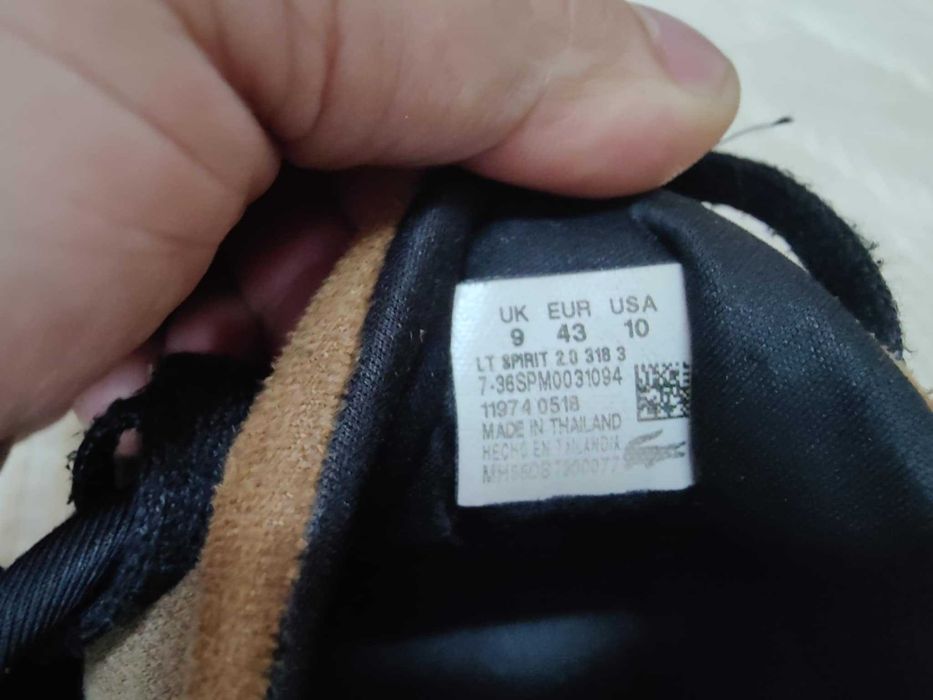 UK EUR USA
9 43 10
LT SPIRIT 2.0 318 3
7-36SPM0031094
11974 0518
MADE IN THAILAND
HECHO EN TAILANDIA